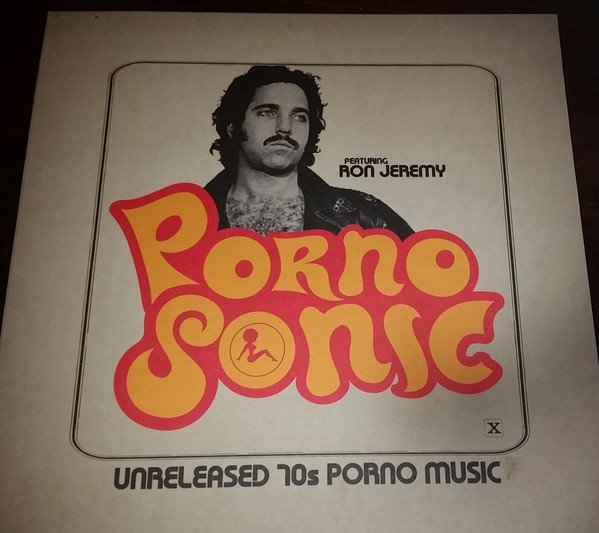 FEATURING
RON JEREMY
PORNO
SONIC
X
UNRELEASED 70s PORNO MUSIC